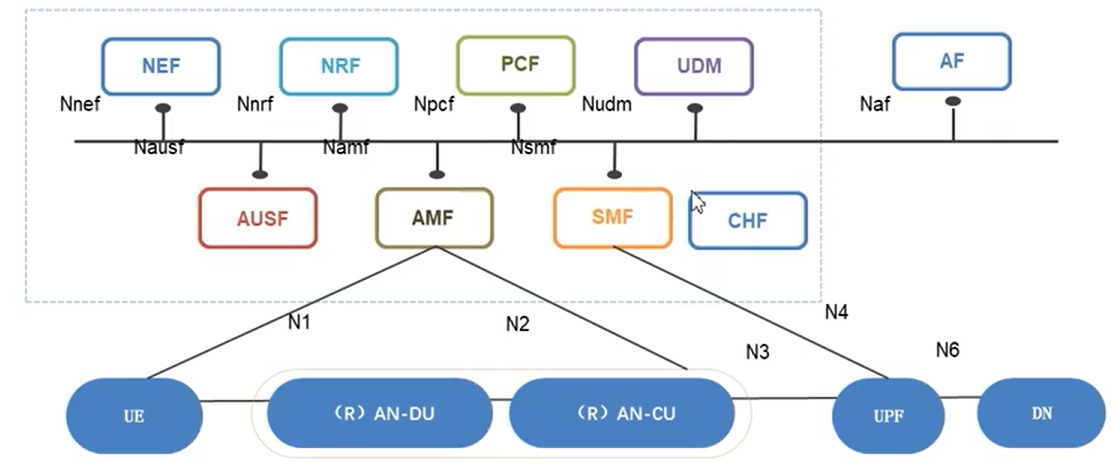 NEF
NRF
PCF
UDM
AF
Nnef
Nnrf
Npcf
Nudm
Naf
Nausf
Namf
Nsmf
AUSF
AMF
SMF
CHF
N1
N2
N4
N3
N6
UE
（R）AN-DU
（R）AN-CU
UPF
DN